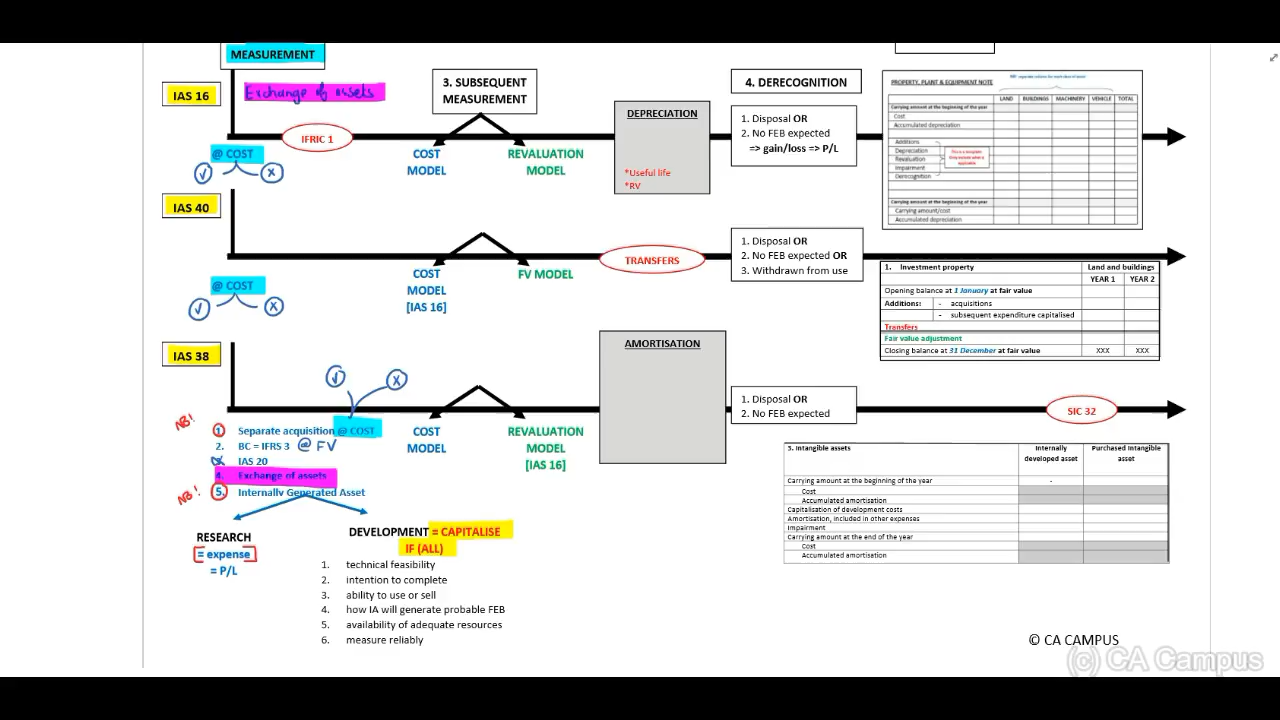 MEASUREMENT
IAS 16
Exchange of assets
3. SUBSEQUENT
MEASUREMENT
4. DERECOGNITION
DEPRECIATION
*Useful life
*RV
1. Disposal OR
2. No FEB expected
=> gain/loss => P/L
IFRIC 1
@ COST
COST
MODEL
REVALUATION
MODEL
PROPERTY, PLANT & EQUIPMENT NOTE
LAND BUILDINGS MACHINERY VEHICLE TOTAL
Carrying amount at the beginning of the year
Cost
Accumulated depreciation
Additions
Depreciation
Revaluation
Impairment
Derecognition
Carrying amount at the beginning of the year
Carrying amount/cost
Accumulated depreciation
IAS 40
@ COST
COST
MODEL
[IAS 16]
FV MODEL
TRANSFERS
1. Disposal OR
2. No FEB expected OR
3. Withdrawn from use
1. Investment property Land and buildings
YEAR 1 YEAR 2
Opening balance at 1 January at fair value
Additions: - acquisitions
- subsequent expenditure capitalised
Transfers
Fair value adjustment
Closing balance at 31 December at fair value XXX XXX
IAS 38
AMORTISATION
1. Disposal OR
2. No FEB expected
SIC 32
NB!
1. Separate acquisition @ COST
2. BC = IFRS 3 @ FV
IAS 20
4. Exchange of assets
NB!
5. Internally Generated Asset
COST
MODEL
REVALUATION
MODEL
[IAS 16]
RESEARCH
= expense
= P/L
DEVELOPMENT = CAPITALISE
IF (ALL)
1. technical feasibility
2. intention to complete
3. ability to use or sell
4. how IA will generate probable FEB
5. availability of adequate resources
6. measure reliably
3. Intangible assets Internally developed asset Purchased Intangible asset
Carrying amount at the beginning of the year -
Cost
Accumulated amortisation
Capitalisation of development costs
Amortisation, included in other expenses
Impairment
Carrying amount at the end of the year
Cost
Accumulated amortisation
© CA CAMPUS
(c) CA Campus